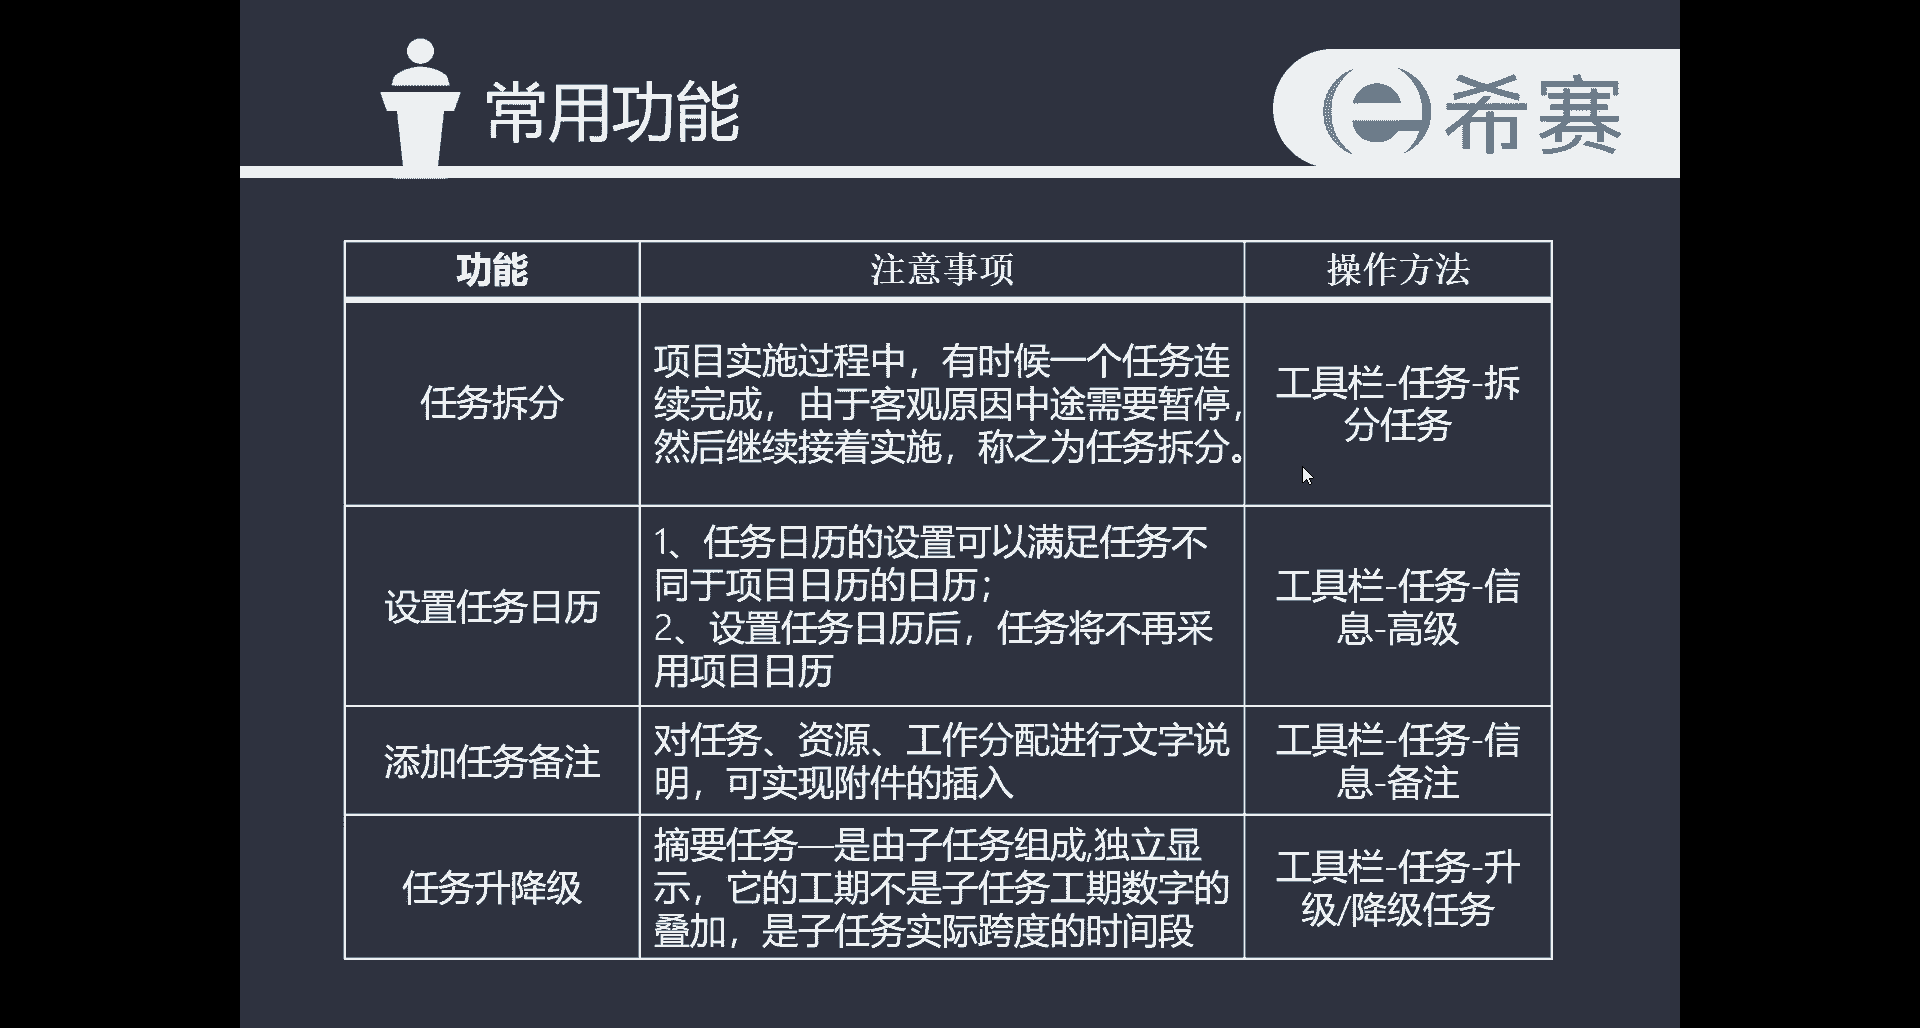 常用功能
希赛
功能
注意事项
操作方法
任务拆分
项目实施过程中，有时候一个任务连
续完成，由于客观原因中途需要暂停，
然后继续接着实施，称之为任务拆分。
工具栏-任务-拆
分任务
设置任务日历
1、任务日历的设置可以满足任务不
同于项目日历的日历；
2、设置任务日历后，任务将不再采
用项目日历
工具栏-任务-信
息-高级
添加任务备注
对任务、资源、工作分配进行文字说
明，可实现附件的插入
工具栏-任务-信
息-备注
任务升降级
摘要任务—是由子任务组成,独立显
示，它的工期不是子任务工期数字的
叠加，是子任务实际跨度的时间段
工具栏-任务-升
级/降级任务